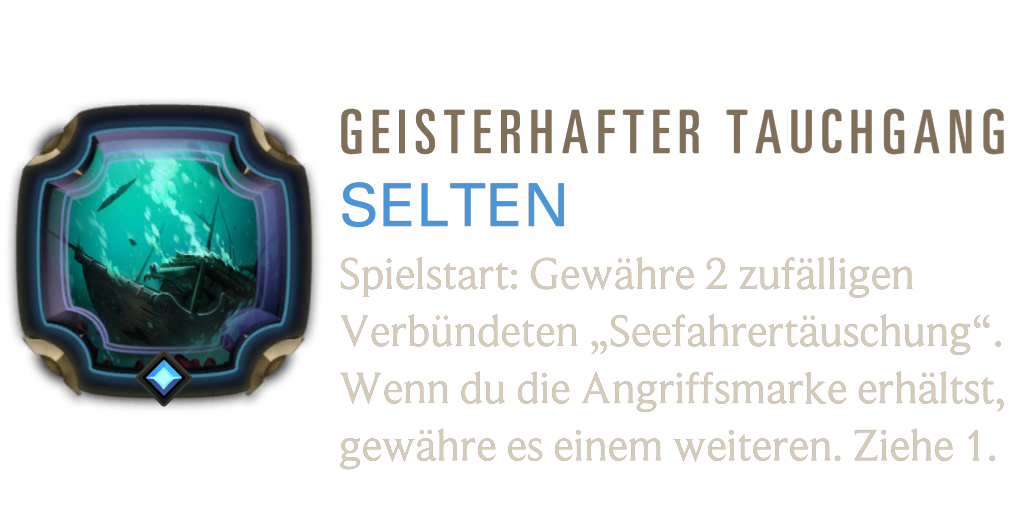 GEISTERHAFTER TAUCHGANG
SELTEN
Spielstart: Gewähre 2 zufälligen
Verbündeten „Seefahrertäuschung“.
Wenn du die Angriffsmarke erhältst,
gewähre es einem weiteren. Ziehe 1.